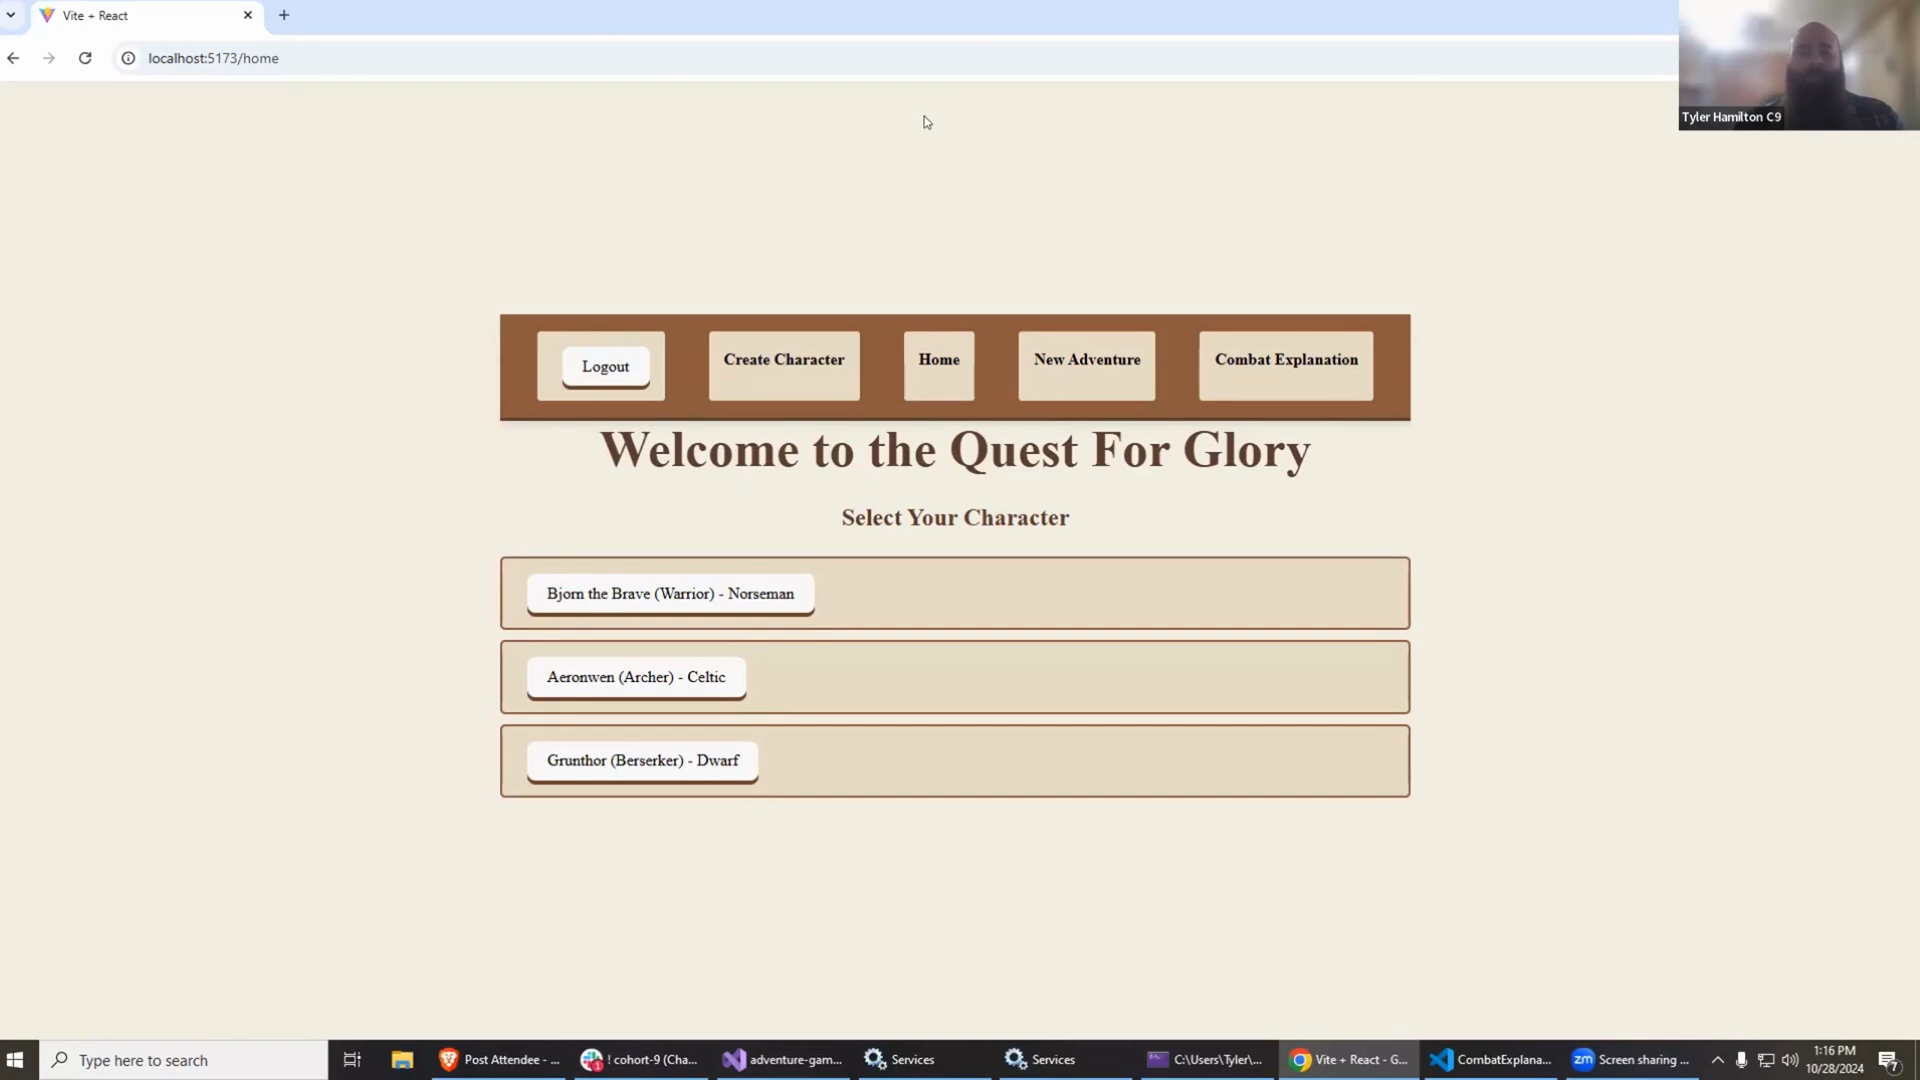 Vite + React
localhost:5173/home
Tyler Hamilton C9
Logout
Create Character
Home
New Adventure
Combat Explanation
Welcome to the Quest For Glory
Select Your Character
Bjorn the Brave (Warrior) - Norseman
Aeronwen (Archer) - Celtic
Grunthor (Berserker) - Dwarf
Type here to search
Post Attendee - ...
! cohort-9 (Cha...
adventure-gam...
Services
Services
C:\Users\Tyler\...
Vite + React - G...
CombatExplana...
zm
Screen sharing ...
1:16 PM
10/28/2024
7